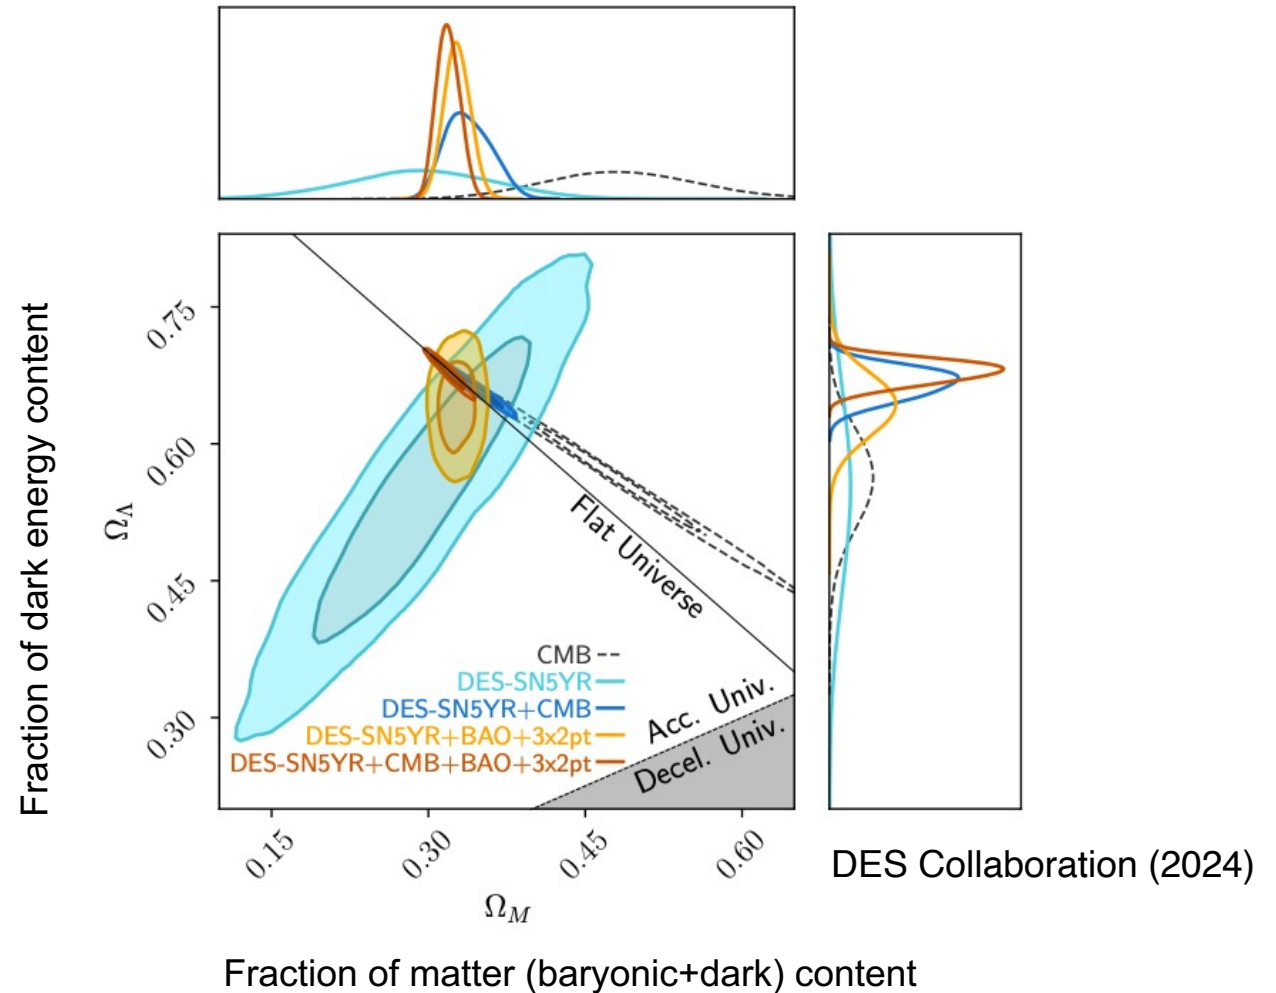 Fraction of dark energy content
Ω_Λ
0.75
0.60
0.45
0.30
Flat Universe
CMB
DES-SN5YR
DES-SN5YR+CMB
DES-SN5YR+BAO+3x2pt
DES-SN5YR+CMB+BAO+3x2pt
Acc. Univ.
Decel. Univ.
0.15
0.30
0.45
0.60
Ω_M
DES Collaboration (2024)
Fraction of matter (baryonic+dark) content